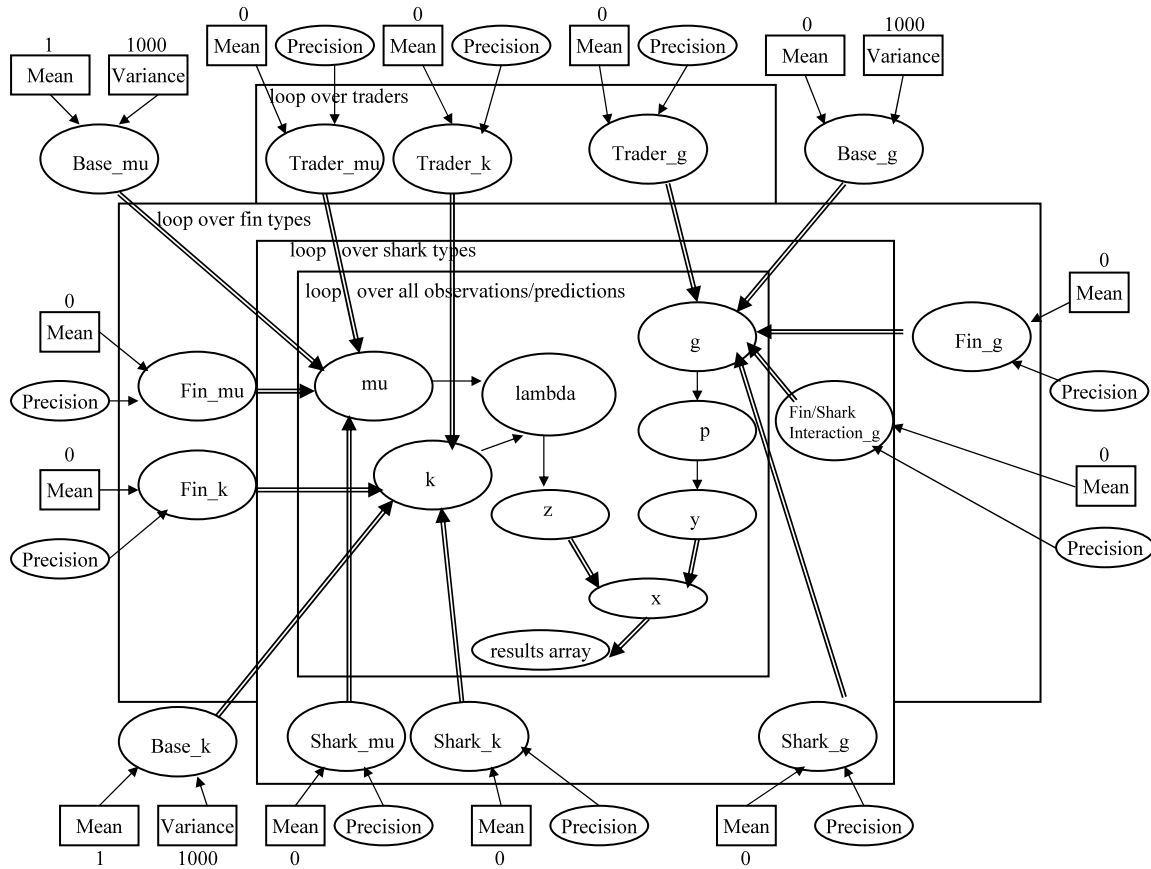 0
0
0
0
1000
1
1000
Mean
Precision
Mean
Precision
Mean
Precision
Mean
Variance
Mean
Variance
loop over traders
Base_mu
Trader_mu
Trader_k
Trader_g
Base_g
loop over fin types
loop over shark types
loop over all observations/predictions
0
Mean
0
Mean
g
Fin_g
Fin_mu
mu
lambda
Precision
Precision
Fin/Shark
Interaction_g
p
0
Mean
Fin_k
k
0
Mean
z
y
Precision
Precision
x
results array
Base_k
Shark_mu
Shark_k
Shark_g
Mean
Variance
Mean
Precision
Mean
Precision
Mean
Precision
1
1000
0
0
0